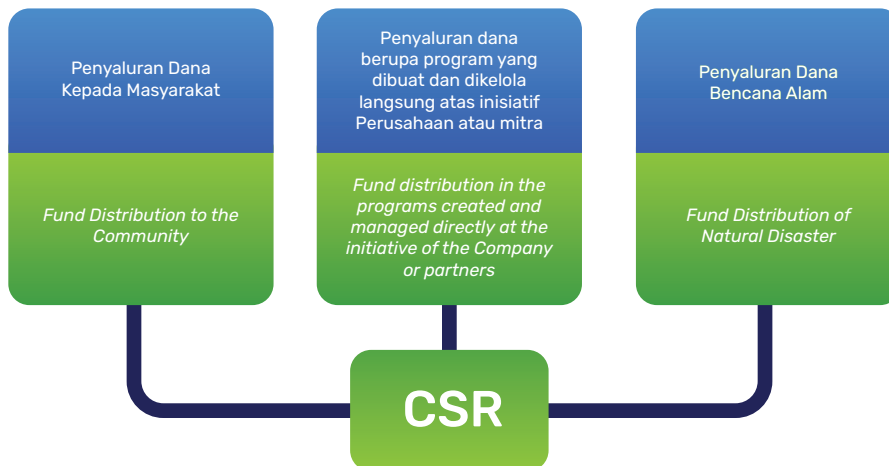 Penyaluran Dana
Kepada Masyarakat
Fund Distribution to the
Community
Penyaluran dana
berupa program yang
dibuat dan dikelola
langsung atas inisiatif
Perusahaan atau mitra
Fund distribution in the
programs created and
managed directly at the
initiative of the Company
or partners
Penyaluran Dana
Bencana Alam
Fund Distribution of
Natural Disaster
CSR